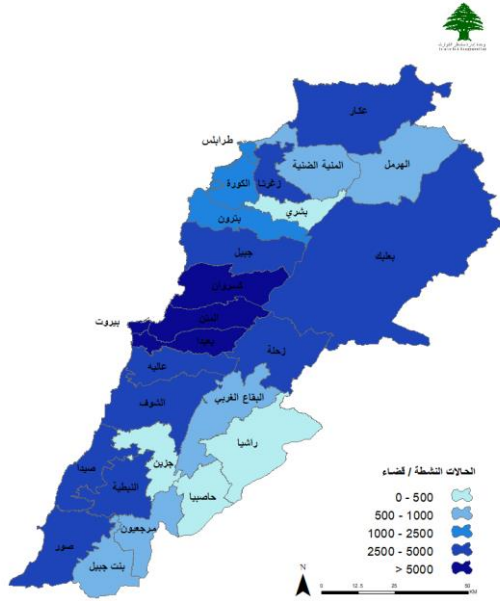 عكار
طرابلس
المنية الضنية
الهرمل
زغرتا
الكورة
بشري
بترون
بعلبك
جبيل
كسروان
المتن
بيروت
بعبدا
زحلة
عاليه
البقاع الغربي
الشوف
راشيا
جزين
صيدا
النبطية
حاصبيا
مرجعيون
صور
بنت جبيل
الحالات النشطة / قضاء
0 - 500
500 - 1000
1000 - 2500
2500 - 5000
> 5000
N
0 12.5 25 50
KM